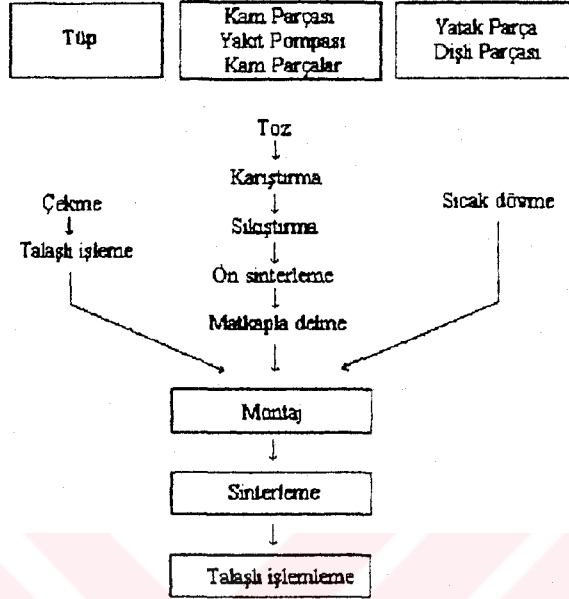 Tüp
Kam Parçası
Yakıt Pompası
Kam Parçalar
Yatak Parça
Dişli Parçası
Toz
Karıştırma
Sıkıştırma
Ön sinterleme
Matkapla delme
Çekme
Talaşlı işleme
Sıcak dövme
Montaj
Sinterleme
Talaşlı işlemleme